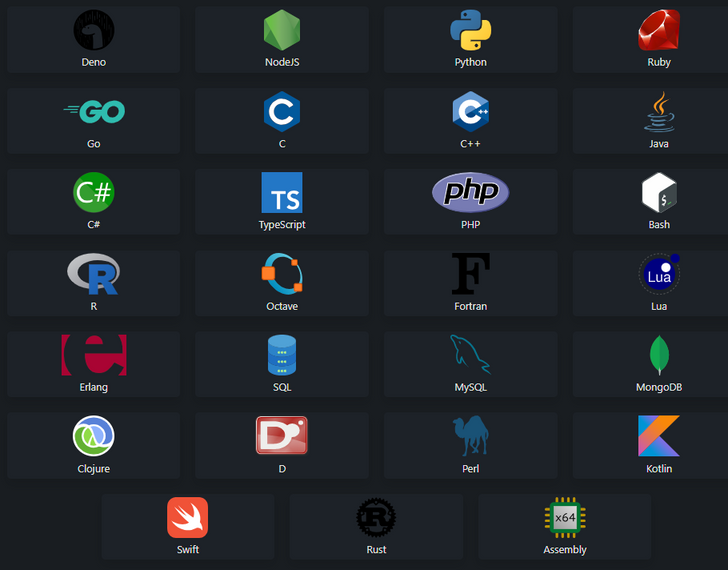 Deno NodeJS Python Ruby
GO C C++
Go C C++ Java
C# TS php $_
C# TypeScript PHP Bash
R F Lua
R Octave Fortran Lua
e
Erlang SQL MySQL MongoDB
D
Clojure D Perl Kotlin
R x64
Swift Rust Assembly